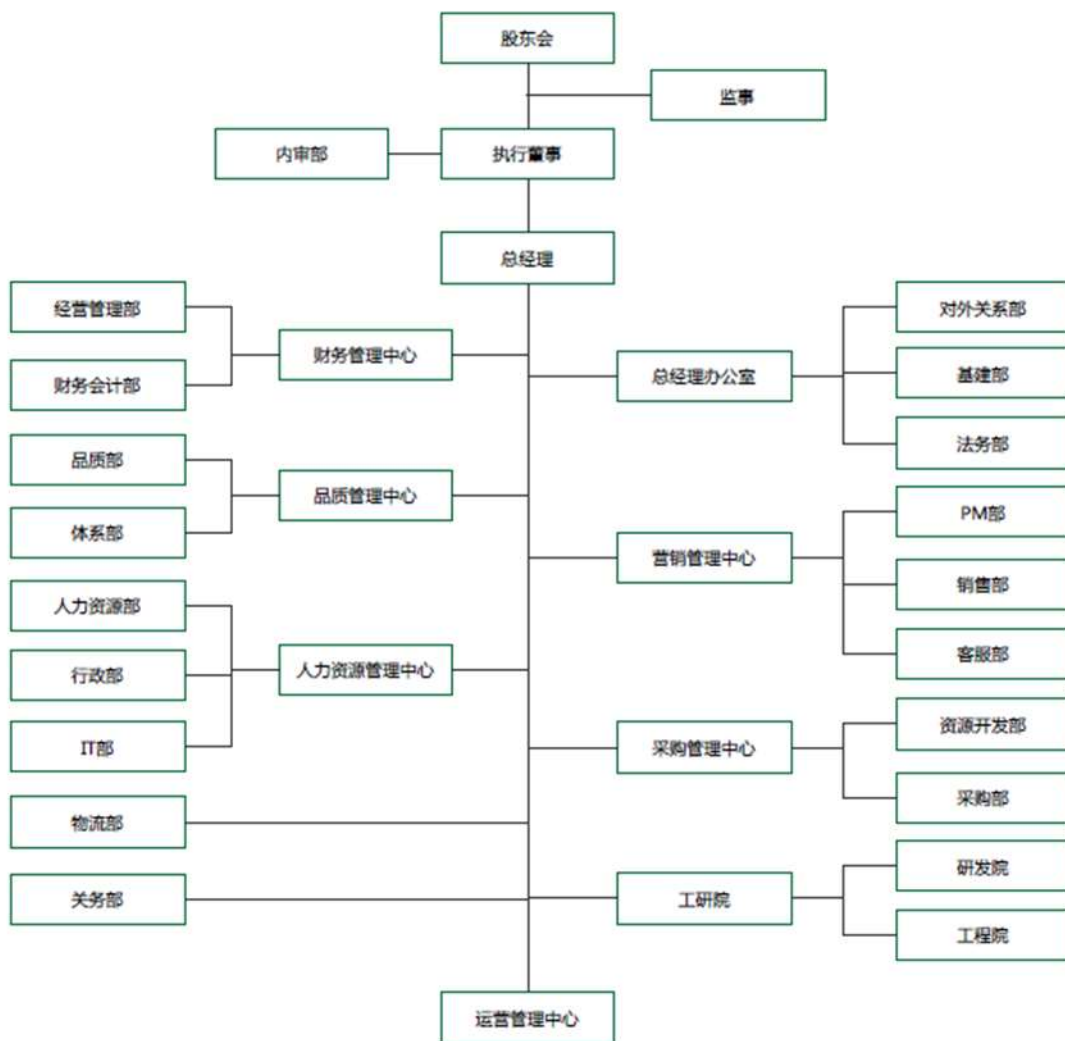 股东会
监事
内审部
执行董事
总经理
经营管理部
对外关系部
财务管理中心
总经理办公室
基建部
财务会计部
法务部
品质部
品质管理中心
PM部
体系部
营销管理中心
销售部
人力资源部
客服部
人力资源管理中心
行政部
资源开发部
IT部
采购管理中心
采购部
物流部
研发院
关务部
工研院
工程院
运营管理中心